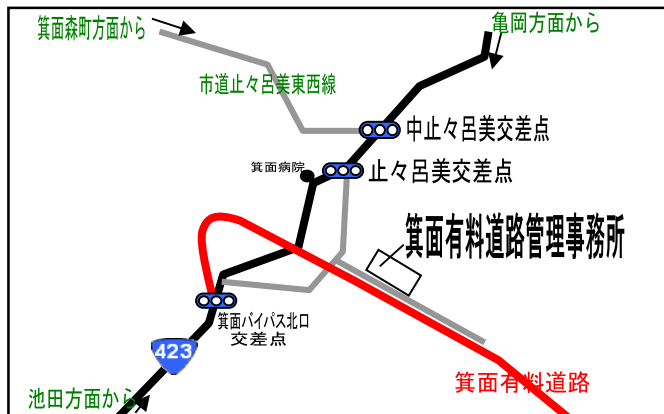 箕面森町方面から
亀岡方面から
市道止々呂美東西線
中止々呂美交差点
箕面病院
止々呂美交差点
箕面有料道路管理事務所
箕面バイパス北口
交差点
423
箕面有料道路
池田方面から